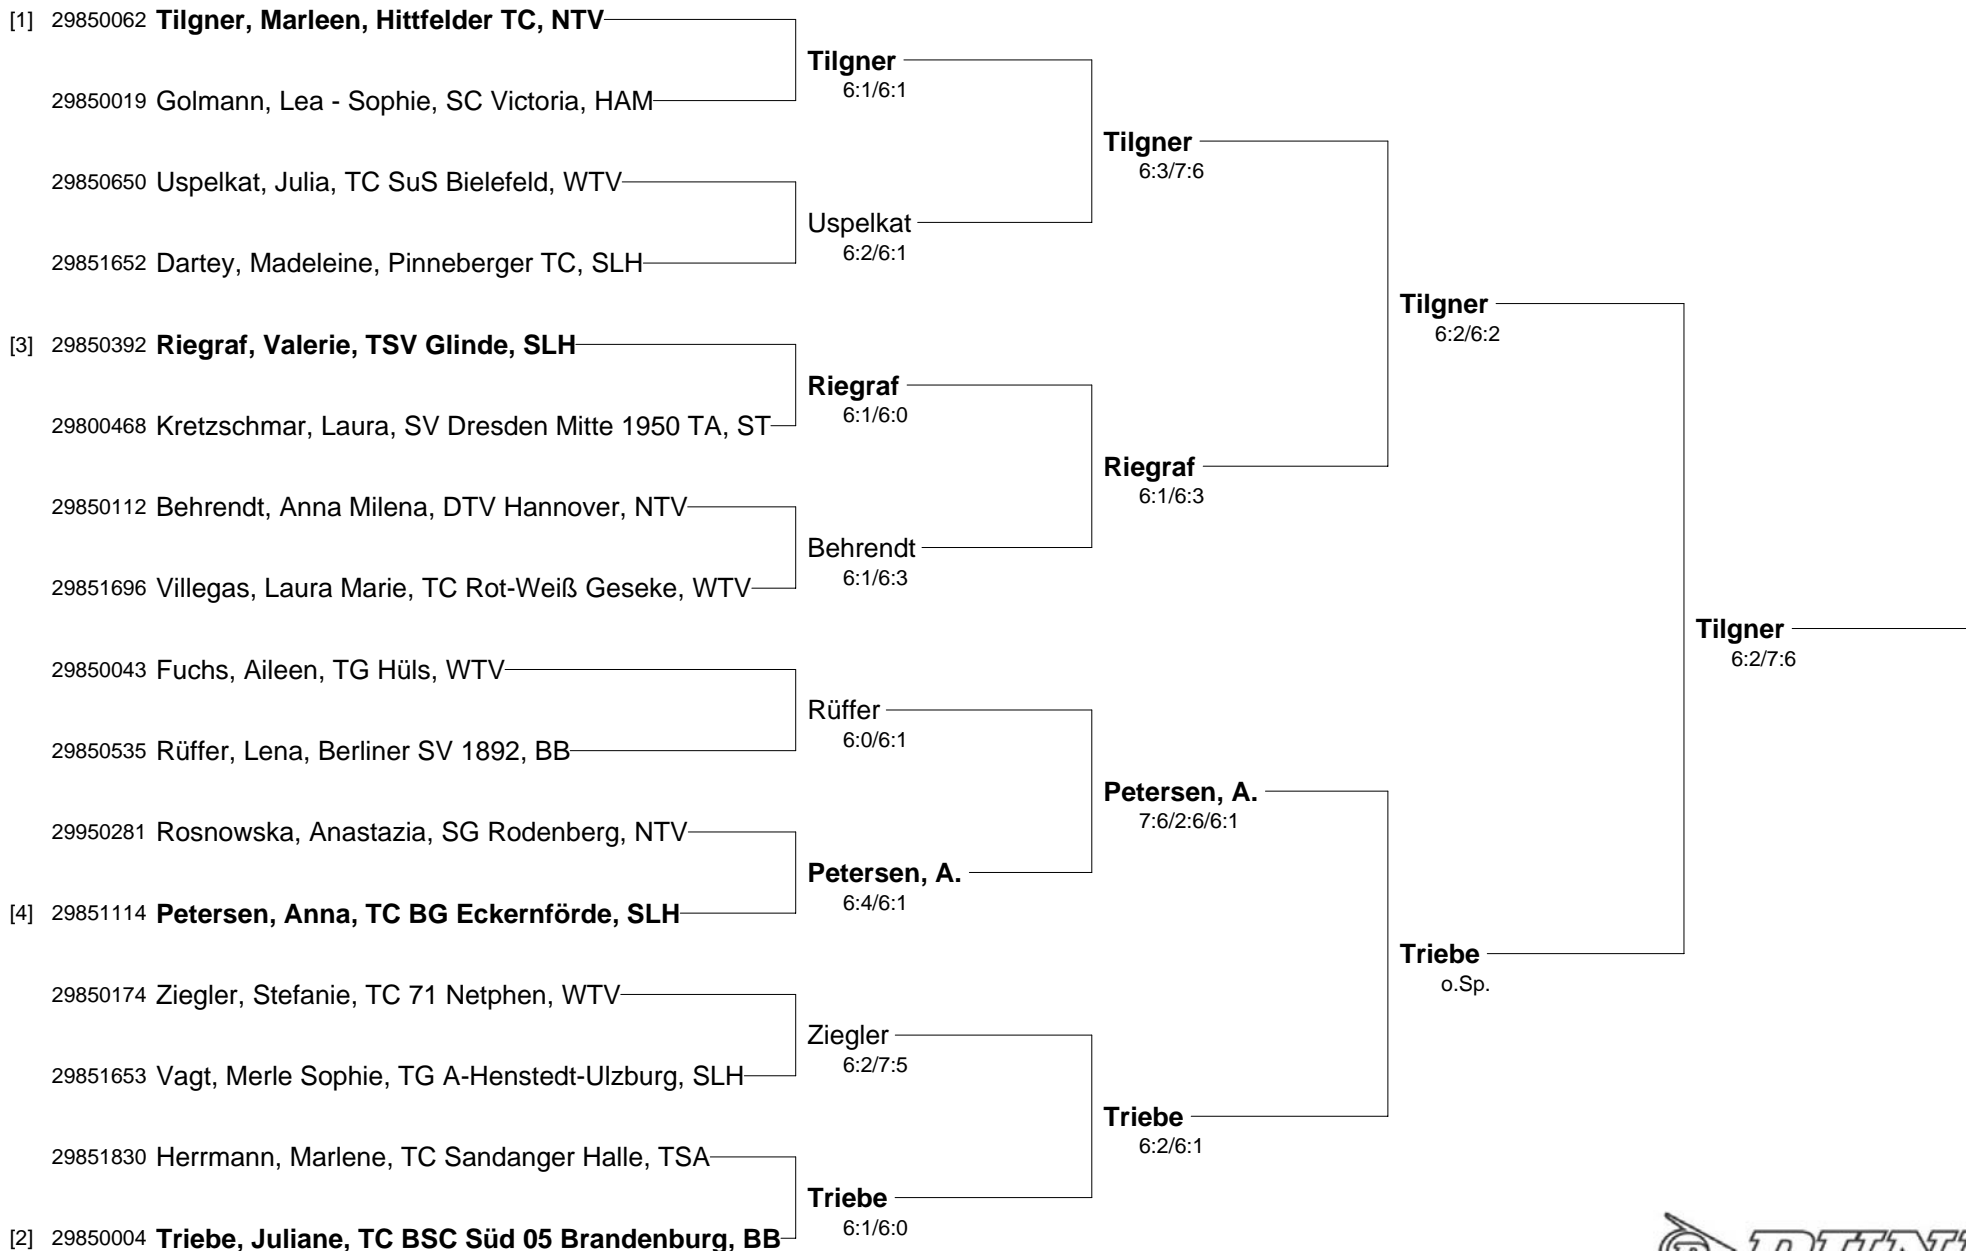 [1] 29850062 Tilgner, Marleen, Hittfelder TC, NTV
Tilgner
6:1/6:1
29850019 Golmann, Lea - Sophie, SC Victoria, HAM
Tilgner
6:3/7:6
29850650 Uspelkat, Julia, TC SuS Bielefeld, WTV
Uspelkat
6:2/6:1
29851652 Dartey, Madeleine, Pinneberger TC, SLH
Tilgner
6:2/6:2
[3] 29850392 Riegraf, Valerie, TSV Glinde, SLH
Riegraf
6:1/6:0
29800468 Kretzschmar, Laura, SV Dresden Mitte 1950 TA, ST
Riegraf
6:1/6:3
29850112 Behrendt, Anna Milena, DTV Hannover, NTV
Behrendt
6:1/6:3
29851696 Villegas, Laura Marie, TC Rot-Weiß Geseke, WTV
Tilgner
6:2/7:6
29850043 Fuchs, Aileen, TG Hüls, WTV
Rüffer
6:0/6:1
29850535 Rüffer, Lena, Berliner SV 1892, BB
Petersen, A.
7:6/2:6/6:1
29950281 Rosnowska, Anastazia, SG Rodenberg, NTV
Petersen, A.
6:4/6:1
[4] 29851114 Petersen, Anna, TC BG Eckernförde, SLH
Triebe
o.Sp.
29850174 Ziegler, Stefanie, TC 71 Netphen, WTV
Ziegler
6:2/7:5
29851653 Vagt, Merle Sophie, TG A-Henstedt-Ulzburg, SLH
Triebe
6:2/6:1
29851830 Herrmann, Marlene, TC Sandanger Halle, TSA
Triebe
6:1/6:0
[2] 29850004 Triebe, Juliane, TC BSC Süd 05 Brandenburg, BB